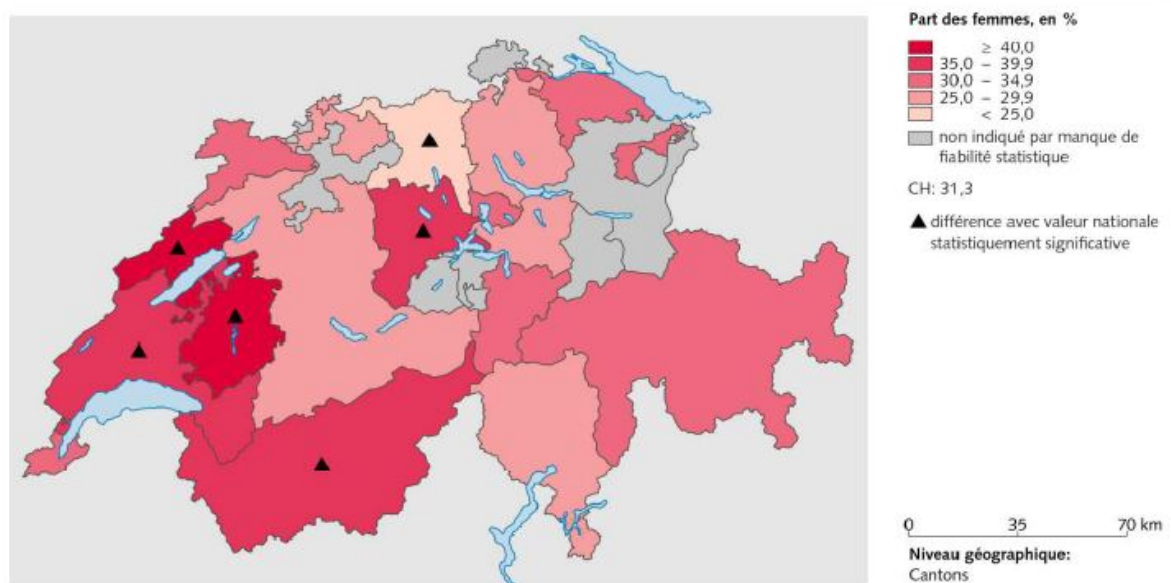 Part des femmes, en %
≥ 40,0
35,0 – 39,9
30,0 – 34,9
25,0 – 29,9
< 25,0
non indiqué par manque de
fiabilité statistique
CH: 31,3
différence avec valeur nationale
statistiquement significative
0 35 70 km
Niveau géographique:
Cantons